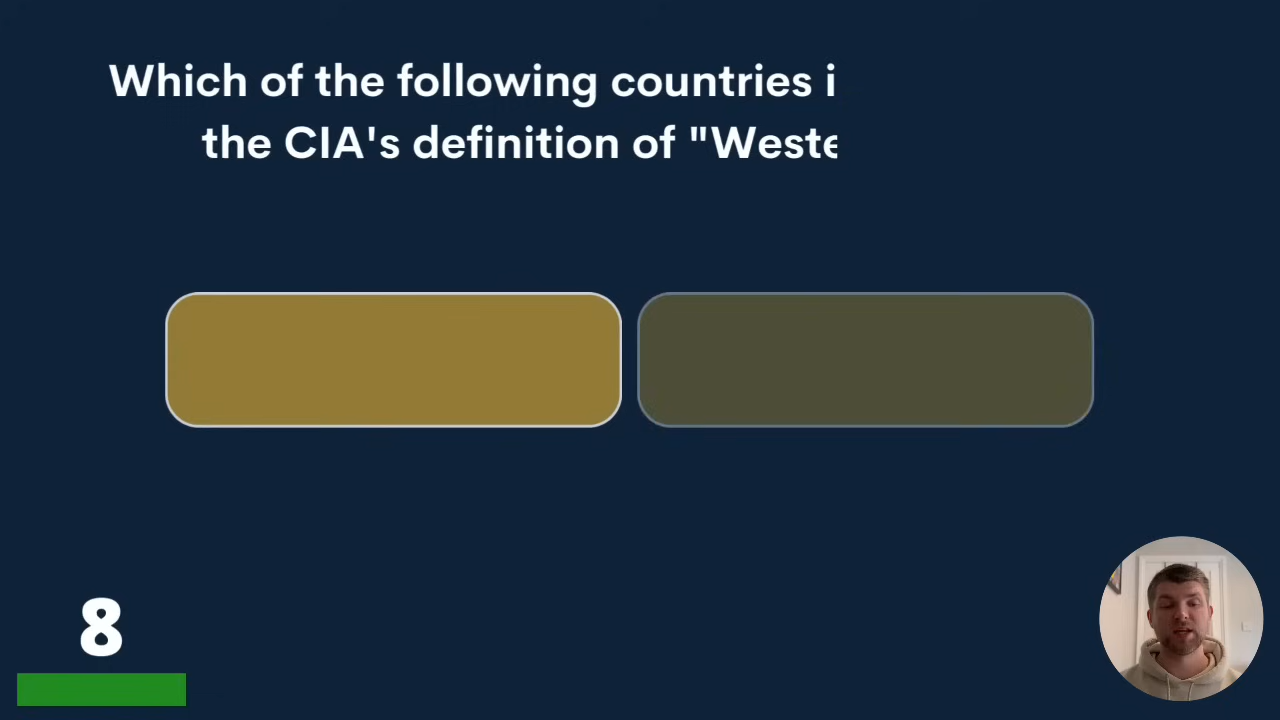 Which of the following countries i
the CIA's definition of "Weste
8